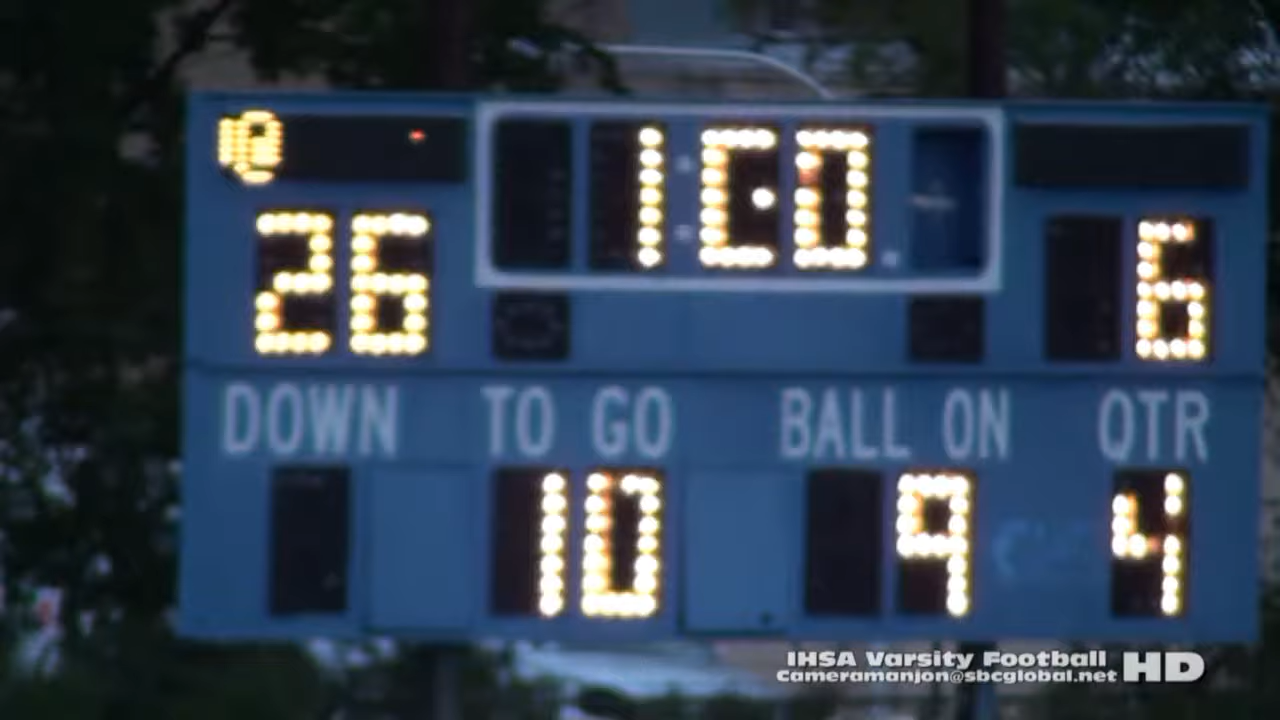 1:00
26 6
DOWN TO GO BALL ON QTR
10 9 4
IHSA Varsity Football HD
cameramanjon@sbcglobal.net